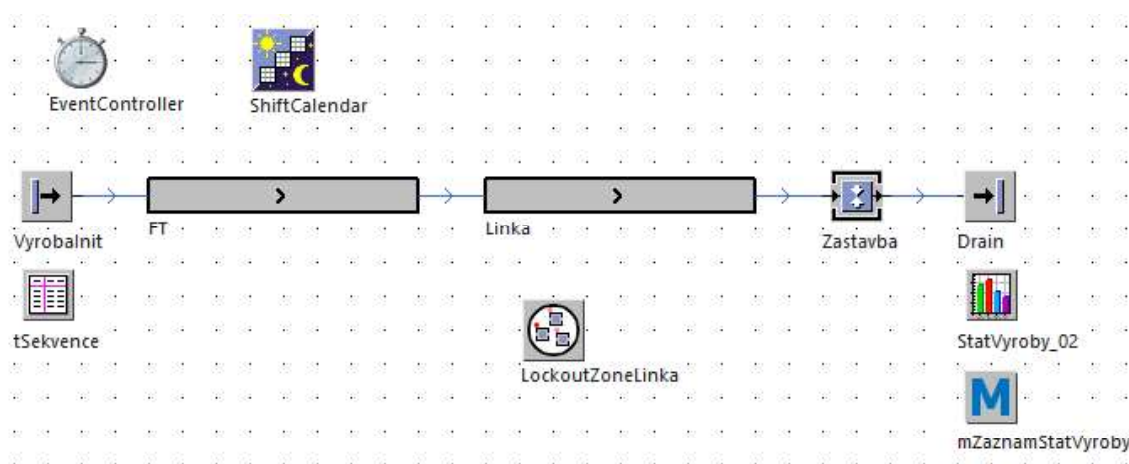 EventController
ShiftCalendar
VyrobaInit
FT
Linka
Zastavba
Drain
tSekvence
LockoutZoneLinka
StatVyroby_02
M
mZaznamStatVyroby